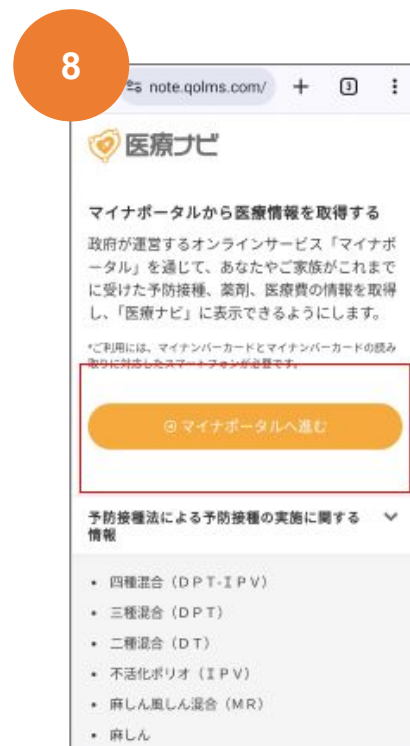 8
note.qolms.com/
3
医療ナビ
マイナポータルから医療情報を取得する
政府が運営するオンラインサービス「マイナポ
ータル」を通じて、あなたやご家族がこれまで
に受けた予防接種、薬剤、医療費の情報を取得
し、「医療ナビ」に表示できるようにします。
*ご利用には、マイナンバーカードとマイナンバーカードの読み
取りに対応したスマートフォンが必要です。
マイナポータルへ進む
予防接種法による予防接種の実施に関する
情報
• 四種混合（ＤＰＴ-ＩＰＶ）
• 三種混合（ＤＰＴ）
• 二種混合（ＤＴ）
• 不活化ポリオ（ＩＰＶ）
• 麻しん風しん混合（ＭＲ）
• 麻しん